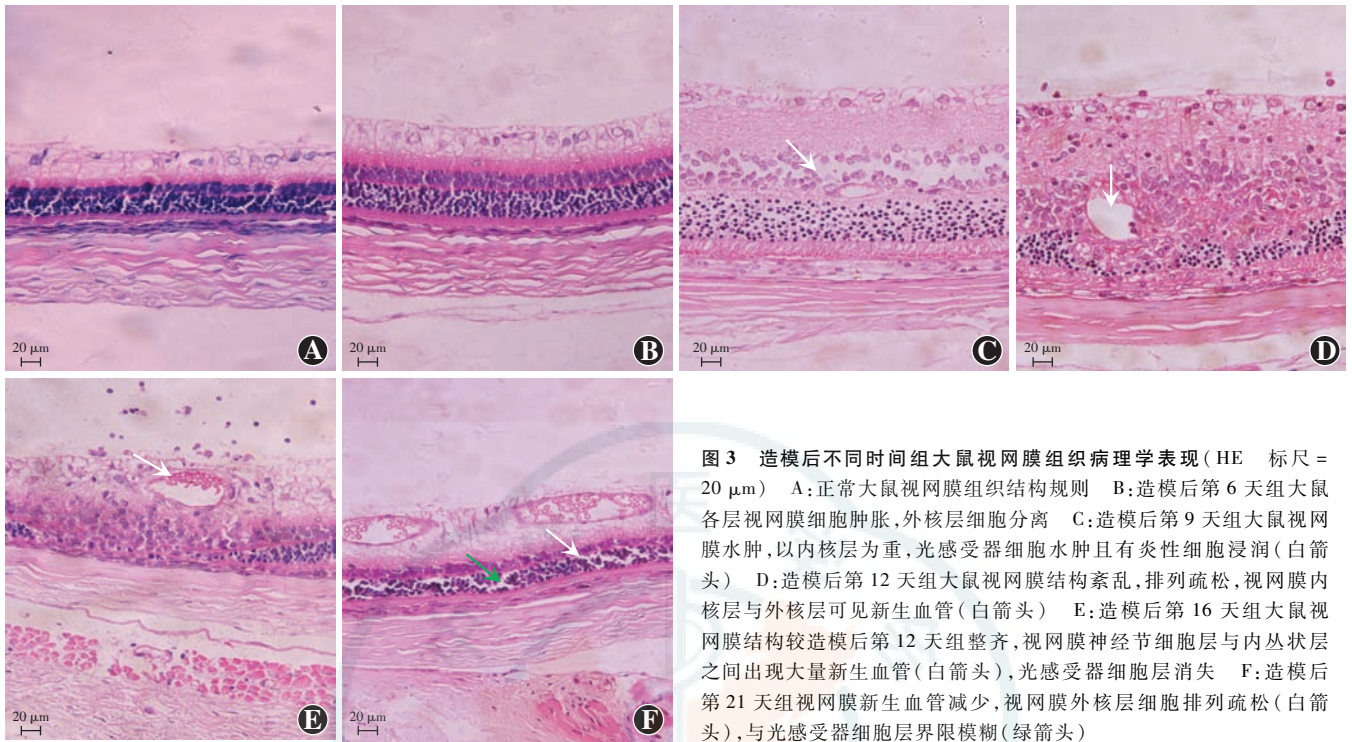 20 μm
A
20 μm
B
20 μm
C
20 μm
D
20 μm
E
20 μm
F
图 3 造模后不同时间组大鼠视网膜组织病理学表现(HE 标尺=
20 μm) A:正常大鼠视网膜组织结构规则 B:造模后第 6 天组大鼠
各层视网膜细胞肿胀,外核层细胞分离 C:造模后第 9 天组大鼠视网
膜水肿,以内核层为重,光感受器细胞水肿且有炎性细胞浸润(白箭
头) D:造模后第 12 天组大鼠视网膜结构紊乱,排列疏松,视网膜内
核层与外核层可见新生血管(白箭头) E:造模后第 16 天组大鼠视
网膜结构较造模后第 12 天组整齐,视网膜神经节细胞层与内丛状层
之间出现大量新生血管(白箭头),光感受器细胞层消失 F:造模后
第 21 天组视网膜新生血管减少,视网膜外核层细胞排列疏松(白箭
头),与光感受器细胞层界限模糊(绿箭头)